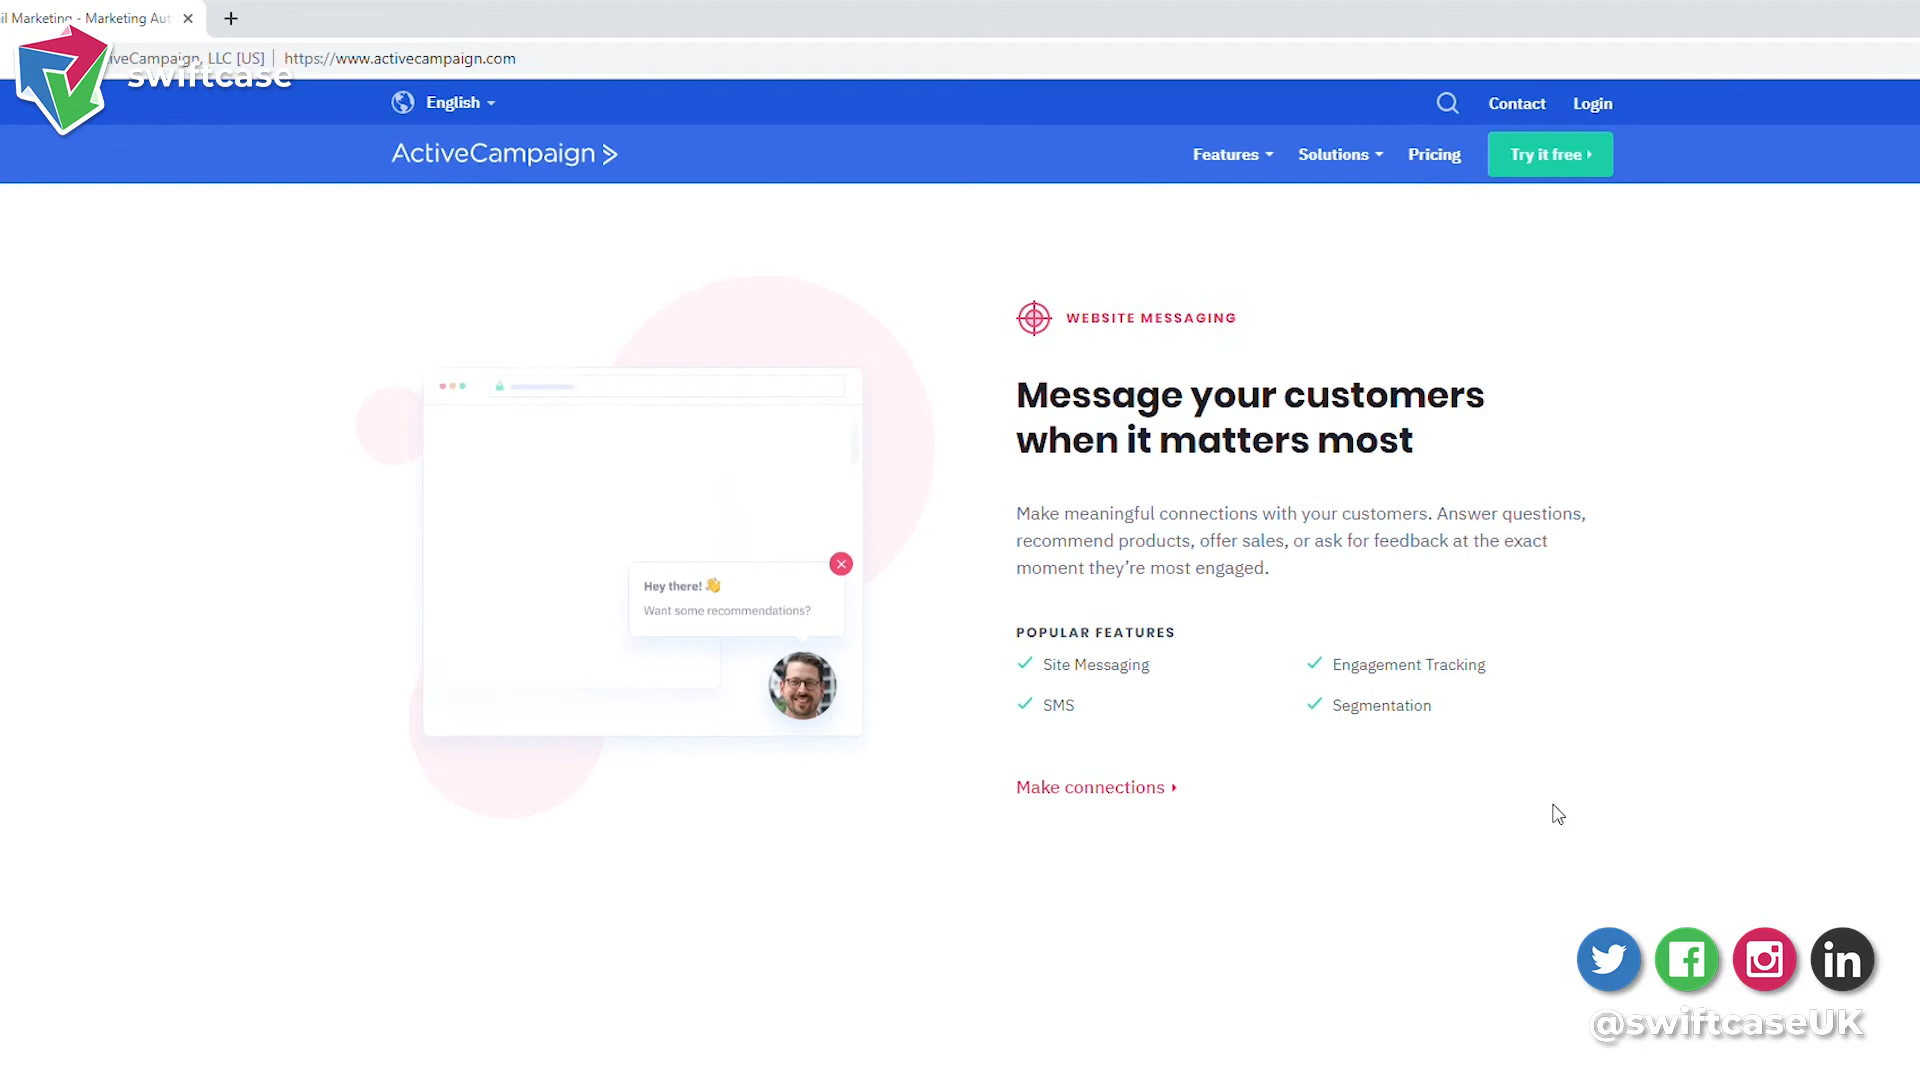 il Marketing - Marketing Aut
iveCampaign, LLC [US] | https://www.activecampaign.com
swiftcase
English
Contact
Login
ActiveCampaign >
Features
Solutions
Pricing
Try it free
WEBSITE MESSAGING
Message your customers
when it matters most
Make meaningful connections with your customers. Answer questions,
recommend products, offer sales, or ask for feedback at the exact
moment they’re most engaged.
Hey there! 👋
Want some recommendations?
POPULAR FEATURES
Site Messaging
Engagement Tracking
SMS
Segmentation
Make connections
in
@swiftcaseUK